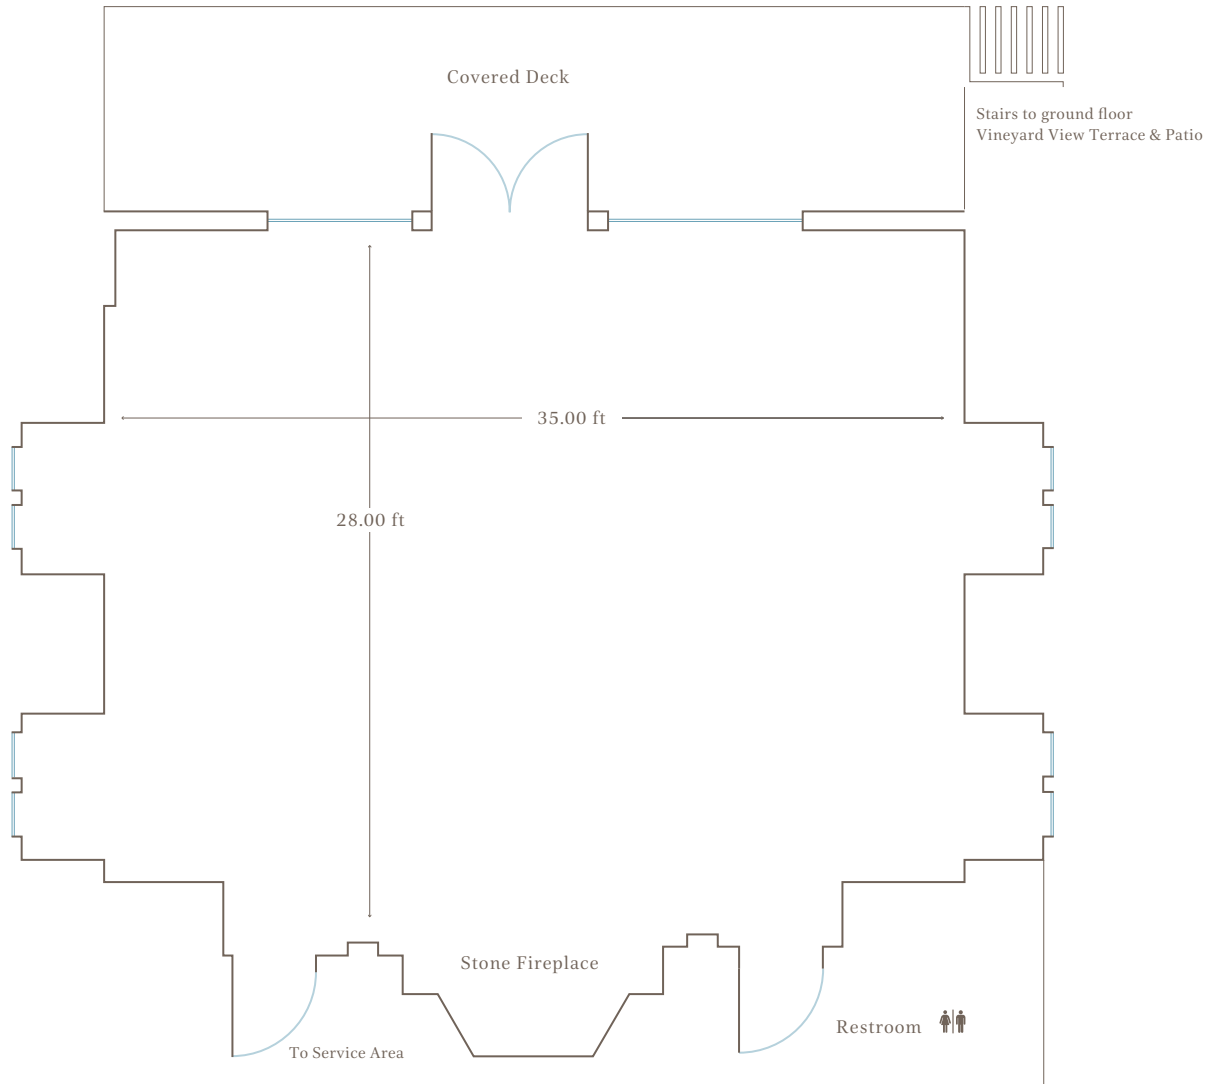 Covered Deck
Stairs to ground floor
Vineyard View Terrace & Patio
35.00 ft
28.00 ft
Stone Fireplace
Restroom
To Service Area